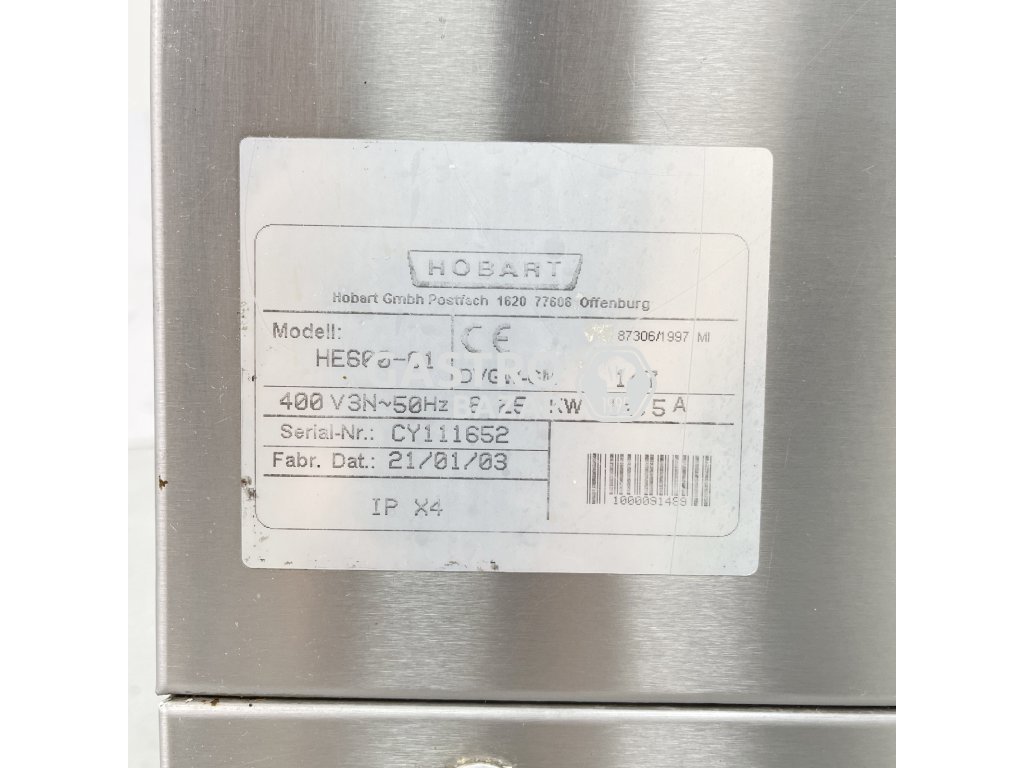 HOBART
Hobart Gmbh Postfach 1620 77606 Offenburg
Modell:
CE
87306/1997 MI
400 V3N~50Hz
KW
A
Serial-Nr.: CY111652
Fabr. Dat.: 21/01/03
IP X4